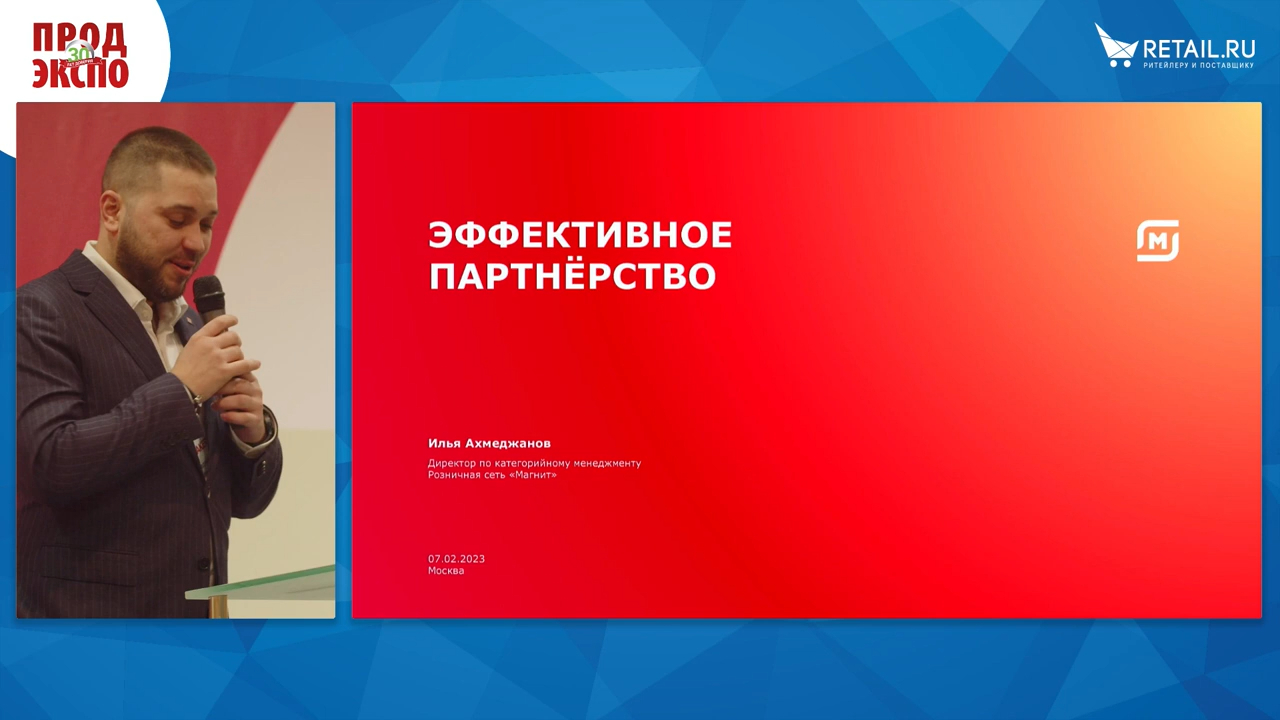 ПРОД
30
ЭКСПО
RETAIL.RU
РИТЕЙЛЕРУ И ПОСТАВЩИКУ
ЭФФЕКТИВНОЕ
ПАРТНЁРСТВО
М
Илья Ахмеджанов
Директор по категорийному менеджменту
Розничная сеть «Магнит»
07.02.2023
Москва